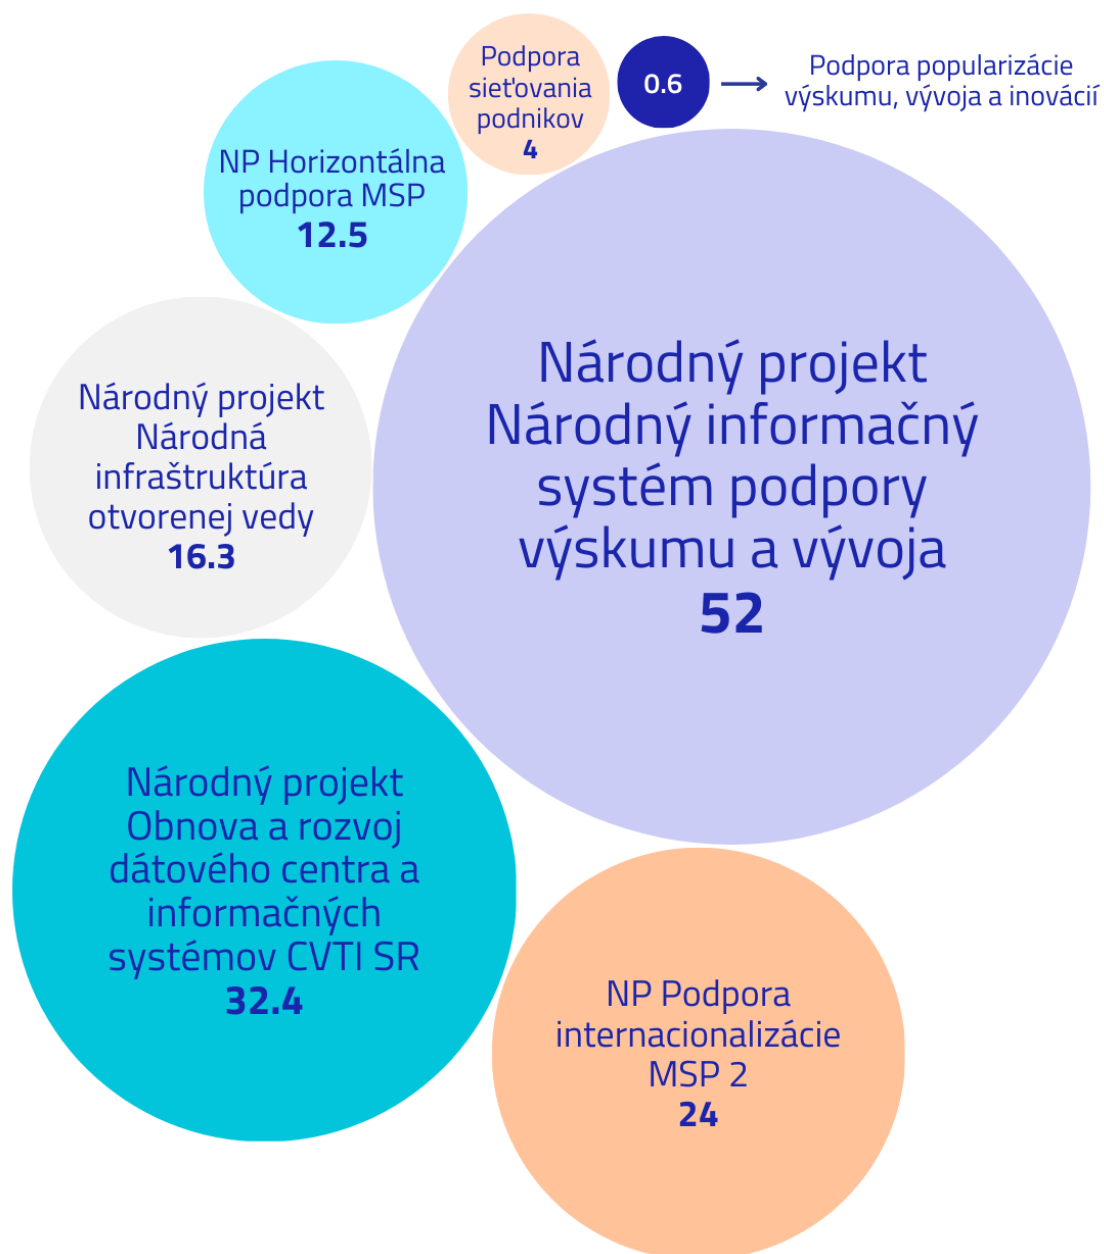 Podpora
sieťovania
podnikov
4
0.6
Podpora popularizácie
výskumu, vývoja a inovácií
NP Horizontálna
podpora MSP
12.5
Národný projekt
Národný informačný
systém podpory
výskumu a vývoja
52
Národný projekt
Národná
infraštruktúra
otvorenej vedy
16.3
Národný projekt
Obnova a rozvoj
dátového centra a
informačných
systémov CVTI SR
32.4
NP Podpora
internacionalizácie
MSP 2
24